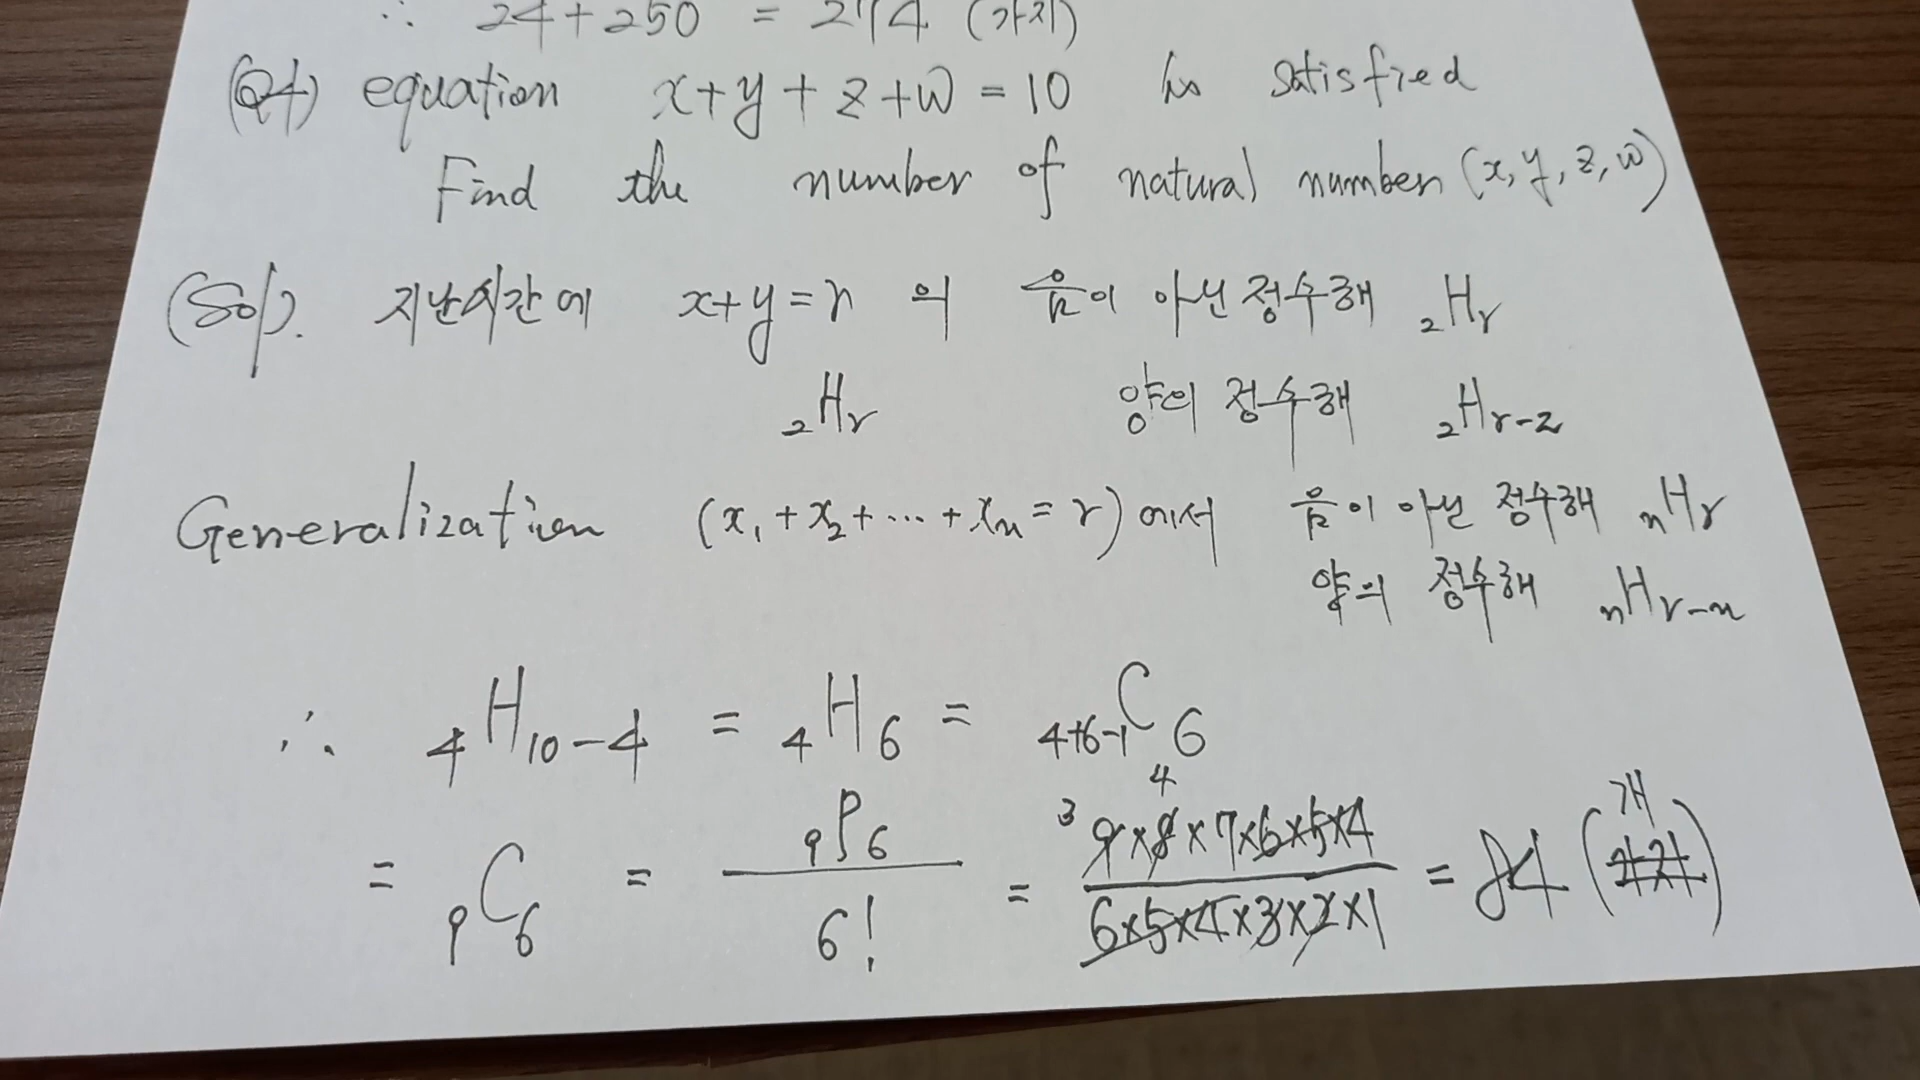 ∴ 24+250 = 274 (가지)
(Q4) equation x+y+z+w=10 is satisfied
Find the number of natural number (x, y, z, w)
(Sol). 지난시간에 x+y=r 의 음이 아닌 정수해 ₂Hᵣ
₂Hᵣ 양의 정수해 ₂Hᵣ₋₂
Generalization (x₁+x₂+…+xₙ=r)에서 음이 아닌 정수해 ₙHᵣ
양의 정수해 ₙHᵣ₋ₙ
∴ ₄H₁₀₋₄ = ₄H₆ = ₄₊₆₋₁C₆
= ₉C₆ = ₉P₆ / 6! = 9×8×7×6×5×4 / 6×5×4×3×2×1 = 84 (개)
3 4